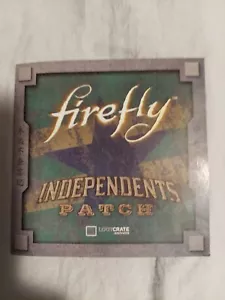 firefly
INDEPENDENTS
PATCH
LOOTCRATE